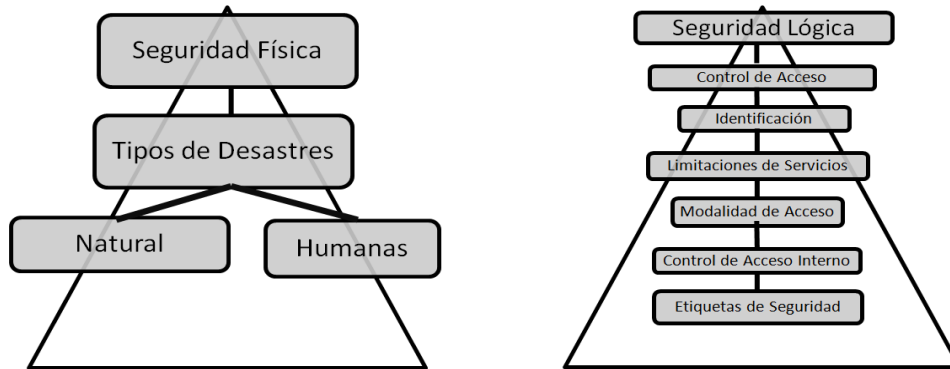 Seguridad Física
Tipos de Desastres
Natural
Humanas
Seguridad Lógica
Control de Acceso
Identificación
Limitaciones de Servicios
Modalidad de Acceso
Control de Acceso Interno
Etiquetas de Seguridad